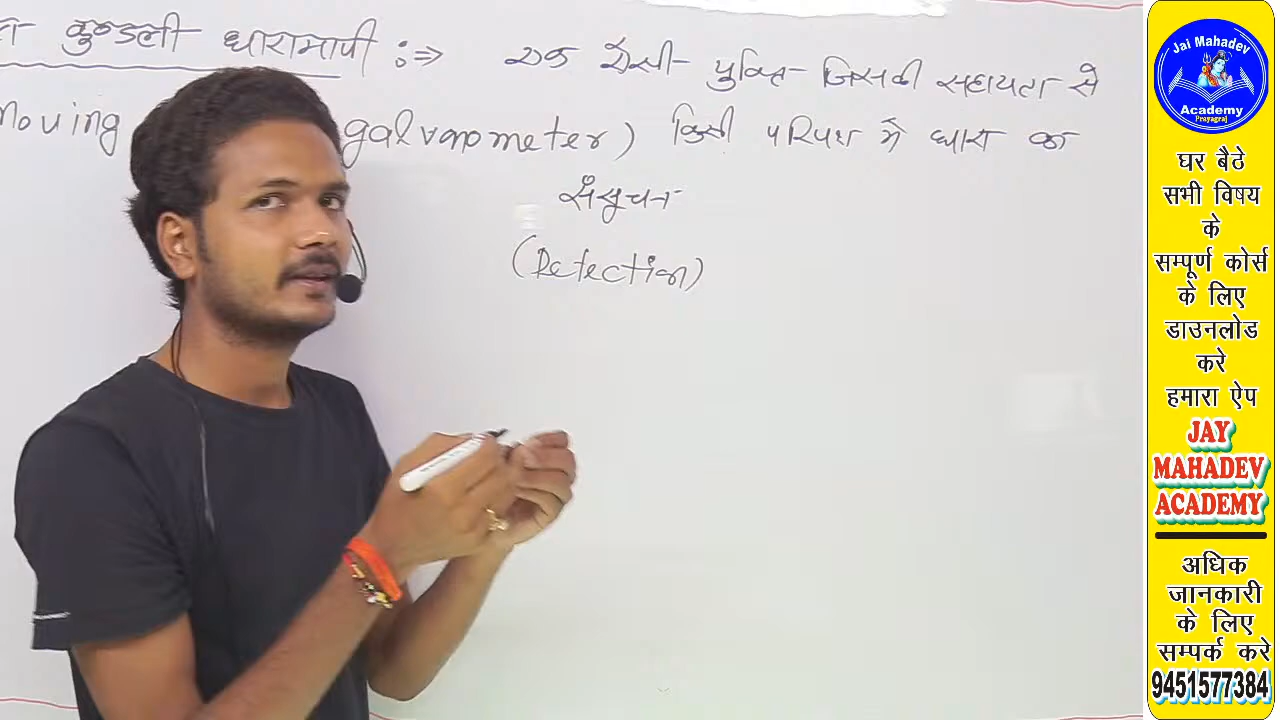 कुण्डली धारामापी :⇒ एक ऐसी युक्ति जिसकी सहायता से
Moving galvanometer) किसी परिपथ में धारा का
संसूचन
(Detection)
Jai Mahadev
Academy
Prayagraj
घर बैठे
सभी विषय
के
सम्पूर्ण कोर्स
के लिए
डाउनलोड
करे
हमारा ऐप
JAY
MAHADEV
ACADEMY
अधिक
जानकारी
के लिए
सम्पर्क करे
9451577384